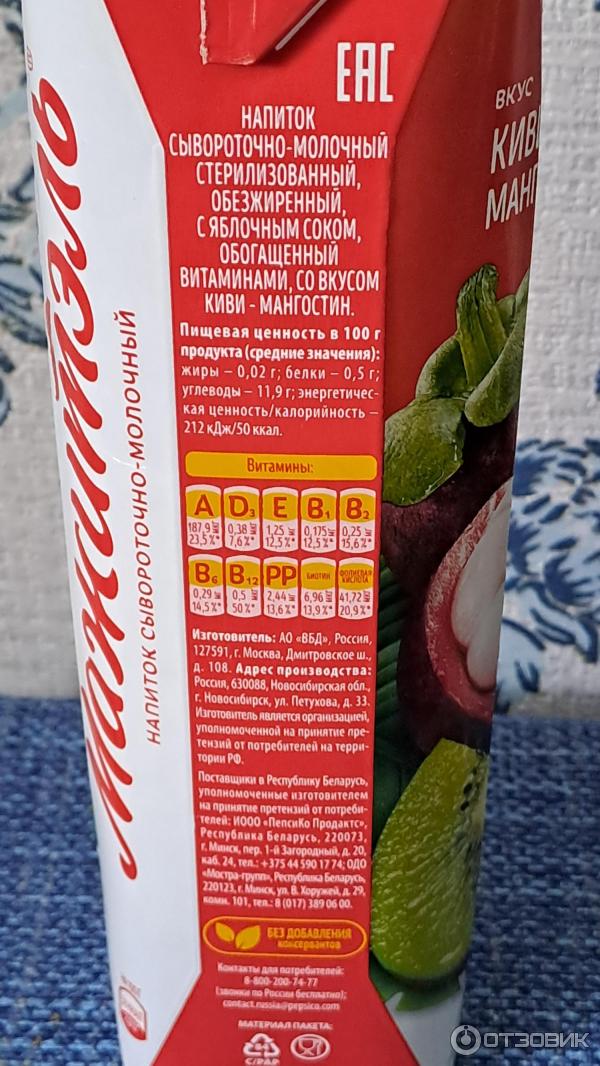 Мажитэль
НАПИТОК СЫВОРОТОЧНО-МОЛОЧНЫЙ
EAC
НАПИТОК
СЫВОРОТОЧНО-МОЛОЧНЫЙ
СТЕРИЛИЗОВАННЫЙ,
ОБЕЗЖИРЕННЫЙ,
С ЯБЛОЧНЫМ СОКОМ,
ОБОГАЩЕННЫЙ
ВИТАМИНАМИ, СО ВКУСОМ
КИВИ - МАНГОСТИН.
Пищевая ценность в 100 г
продукта (средние значения):
жиры – 0,02 г; белки – 0,5 г;
углеводы – 11,9 г; энергетичес-
кая ценность/калорийность –
212 кДж/50 ккал.
Витамины:
A D3 E B1 B2
187,9 мкг 0,38 мкг 1,25 мг 0,175 мг 0,25 мг
23,5%* 7,6%* 12,5%* 12,5%* 15,6%*
B6 B12 PP БИОТИН ФОЛИЕВАЯ КИСЛОТА
0,29 мг 0,5 мкг 2,44 мг 6,96 мкг 41,72 мкг
14,5%* 50%* 13,6%* 13,9%* 20,9%*
Изготовитель: АО «ВБД», Россия,
127591, г. Москва, Дмитровское ш.,
д. 108. Адрес производства:
Россия, 630088, Новосибирская обл.,
г. Новосибирск, ул. Петухова, д. 33.
Изготовитель является организацией,
уполномоченной на принятие пре-
тензий от потребителей на терри-
тории РФ.
Поставщики в Республику Беларусь,
уполномоченные изготовителем
на принятие претензий от потреби-
телей: ИООО «ПепсиКо Продактс»,
Республика Беларусь, 220073,
г. Минск, пер. 1-й Загородный, д. 20,
каб. 24, тел.: +375 44 590 17 74; ОДО
«Мостра-групп», Республика Беларусь,
220123, г. Минск, ул. В. Хоружей, д. 29,
комн. 101, тел.: 8 (017) 389 06 00.
БЕЗ ДОБАВЛЕНИЯ
консервантов
Контакты для потребителей:
8-800-200-74-77
(звонки по России бесплатно);
contact.russia@pepsico.com
МАТЕРИАЛ ПАКЕТА:
84
C/PAP
ВКУС
КИВ
МАНГ
ОТЗОВИК